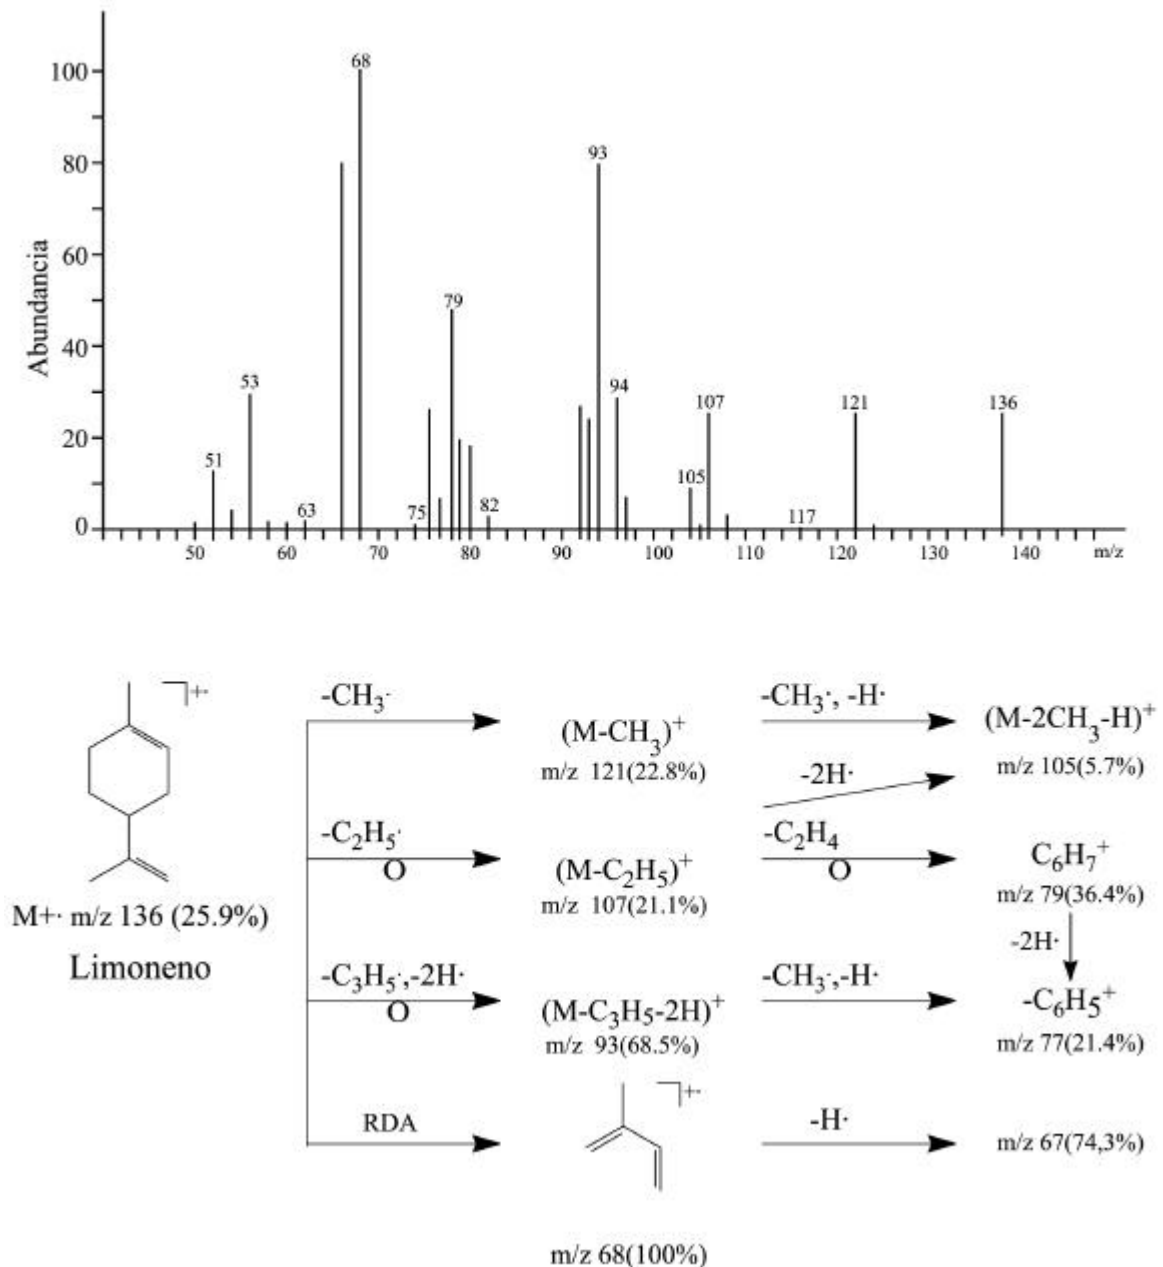 Abundancia
100
80
60
40
20
0
68
93
79
53
94
107
121
136
51
105
63
75
82
117
50 60 70 80 90 100 110 120 130 140 m/z
-CH₃·
-CH₃·, -H·
(M-CH₃)⁺
(M-2CH₃-H)⁺
m/z 121(22.8%)
m/z 105(5.7%)
-2H·
-C₂H₅·
O
-C₂H₄
O
(M-C₂H₅)⁺
C₆H₇⁺
m/z 107(21.1%)
m/z 79(36.4%)
M+· m/z 136 (25.9%)
Limoneno
-2H·
-C₃H₅·,-2H·
O
-CH₃·,-H·
(M-C₃H₅-2H)⁺
-C₆H₅⁺
m/z 93(68.5%)
m/z 77(21.4%)
+·
+·
RDA
-H·
m/z 67(74,3%)
m/z 68(100%)